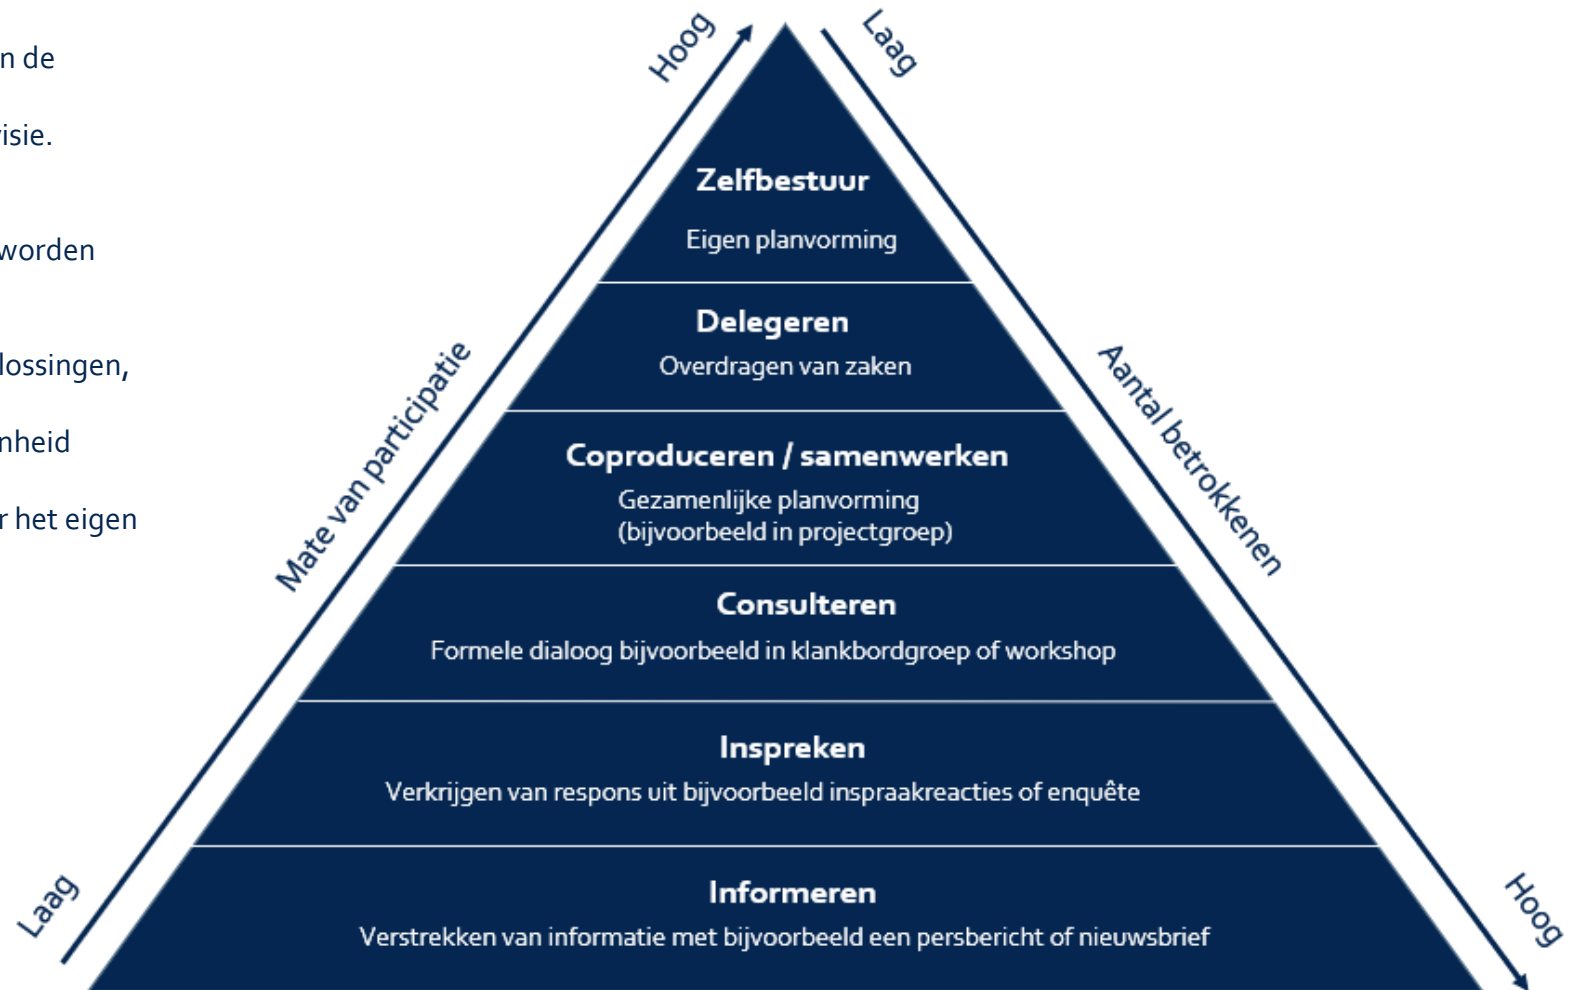 n de
isie.
worden
lossingen,
nheid
r het eigen
Hoog
Laag
Mate van participatie
Aantal betrokkenen
Laag
Hoog
Zelfbestuur
Eigen planvorming
Delegeren
Overdragen van zaken
Coproduceren / samenwerken
Gezamenlijke planvorming
(bijvoorbeeld in projectgroep)
Consulteren
Formele dialoog bijvoorbeeld in klankbordgroep of workshop
Inspreken
Verkrijgen van respons uit bijvoorbeeld inspraakreacties of enquête
Informeren
Verstrekken van informatie met bijvoorbeeld een persbericht of nieuwsbrief